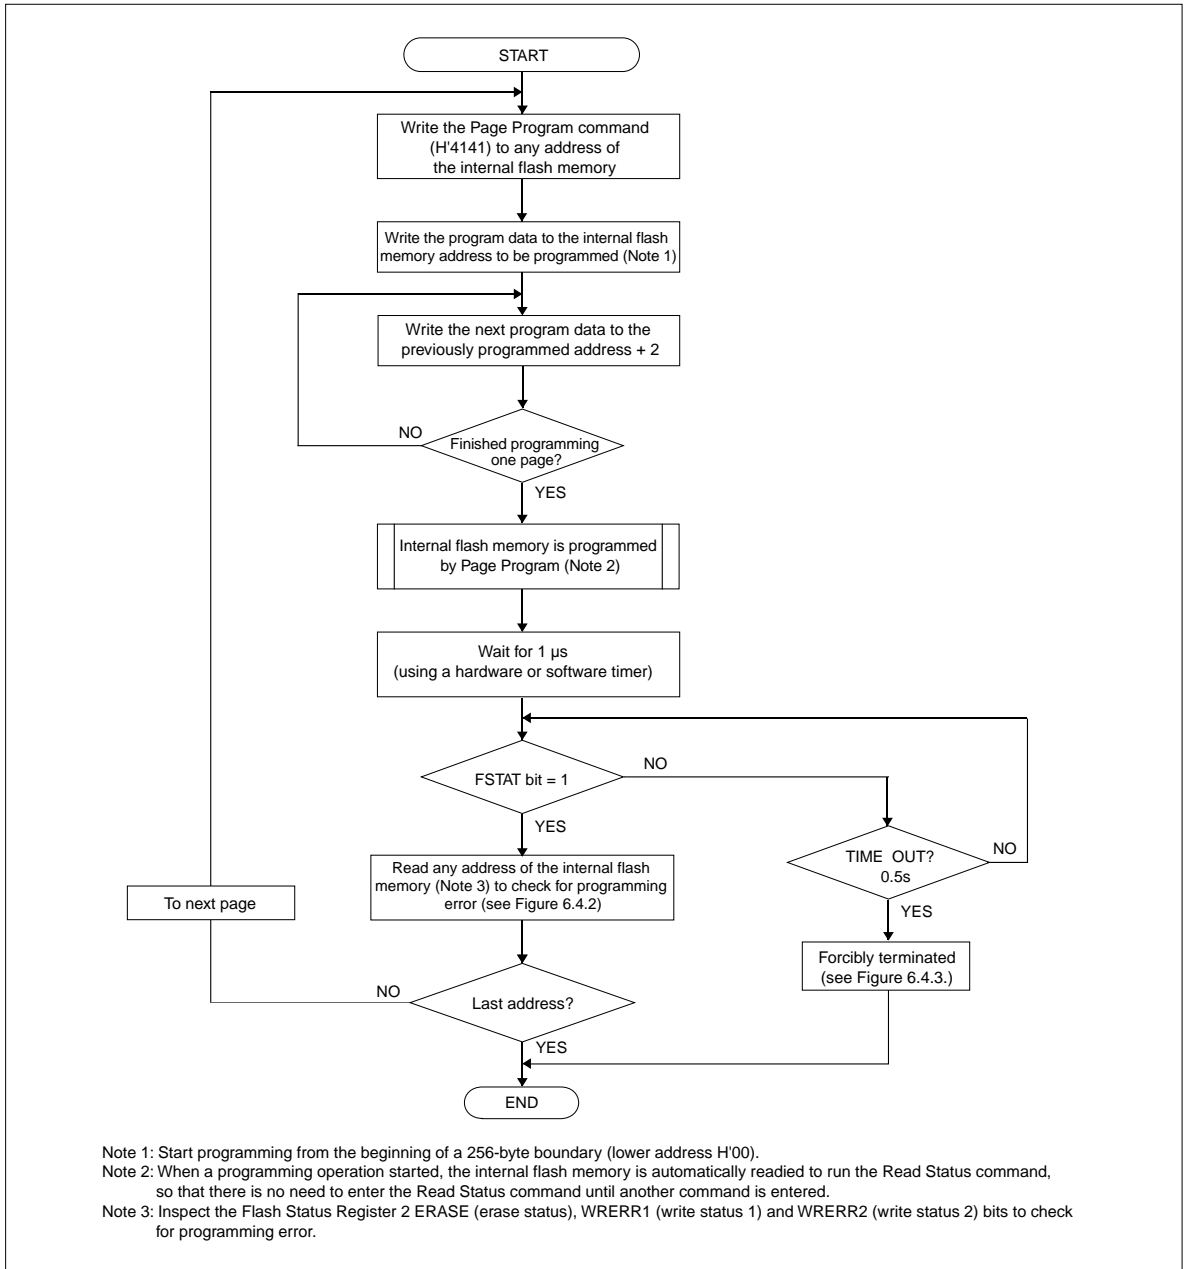 START
Write the Page Program command
(H'4141) to any address of
the internal flash memory
Write the program data to the internal flash
memory address to be programmed (Note 1)
Write the next program data to the
previously programmed address + 2
NO
Finished programming
one page?
YES
Internal flash memory is programmed
by Page Program (Note 2)
Wait for 1 µs
(using a hardware or software timer)
FSTAT bit = 1
NO
YES
TIME OUT?
0.5s
NO
YES
Read any address of the internal flash
memory (Note 3) to check for programming
error (see Figure 6.4.2)
To next page
Forcibly terminated
(see Figure 6.4.3.)
NO
Last address?
YES
END
Note 1: Start programming from the beginning of a 256-byte boundary (lower address H'00).
Note 2: When a programming operation started, the internal flash memory is automatically readied to run the Read Status command,
so that there is no need to enter the Read Status command until another command is entered.
Note 3: Inspect the Flash Status Register 2 ERASE (erase status), WRERR1 (write status 1) and WRERR2 (write status 2) bits to check
for programming error.